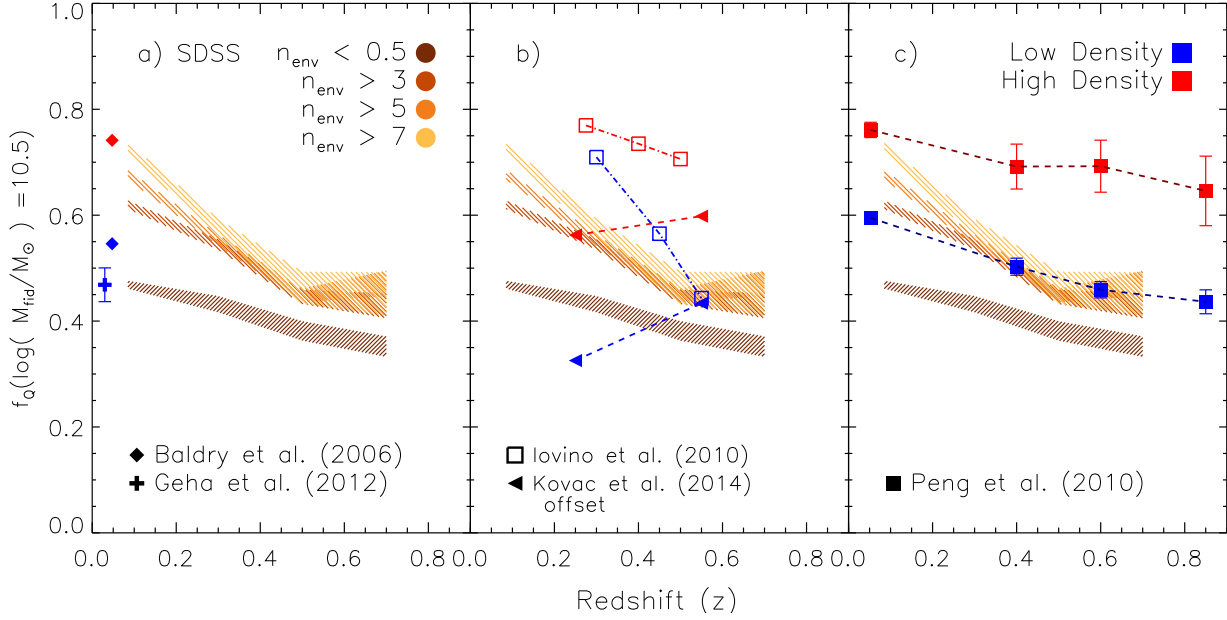 f_Q(log( M_fid/M_⊙ ) =10.5)
1.0
0.8
0.6
0.4
0.2
0.0
a) SDSS
n_env < 0.5
n_env > 3
n_env > 5
n_env > 7
Baldry et al. (2006)
Geha et al. (2012)
0.0 0.2 0.4 0.6 0.8
b)
Iovino et al. (2010)
Kovac et al. (2014)
offset
0.0 0.2 0.4 0.6 0.8
c)
Low Density
High Density
Peng et al. (2010)
0.0 0.2 0.4 0.6 0.8
Redshift (z)